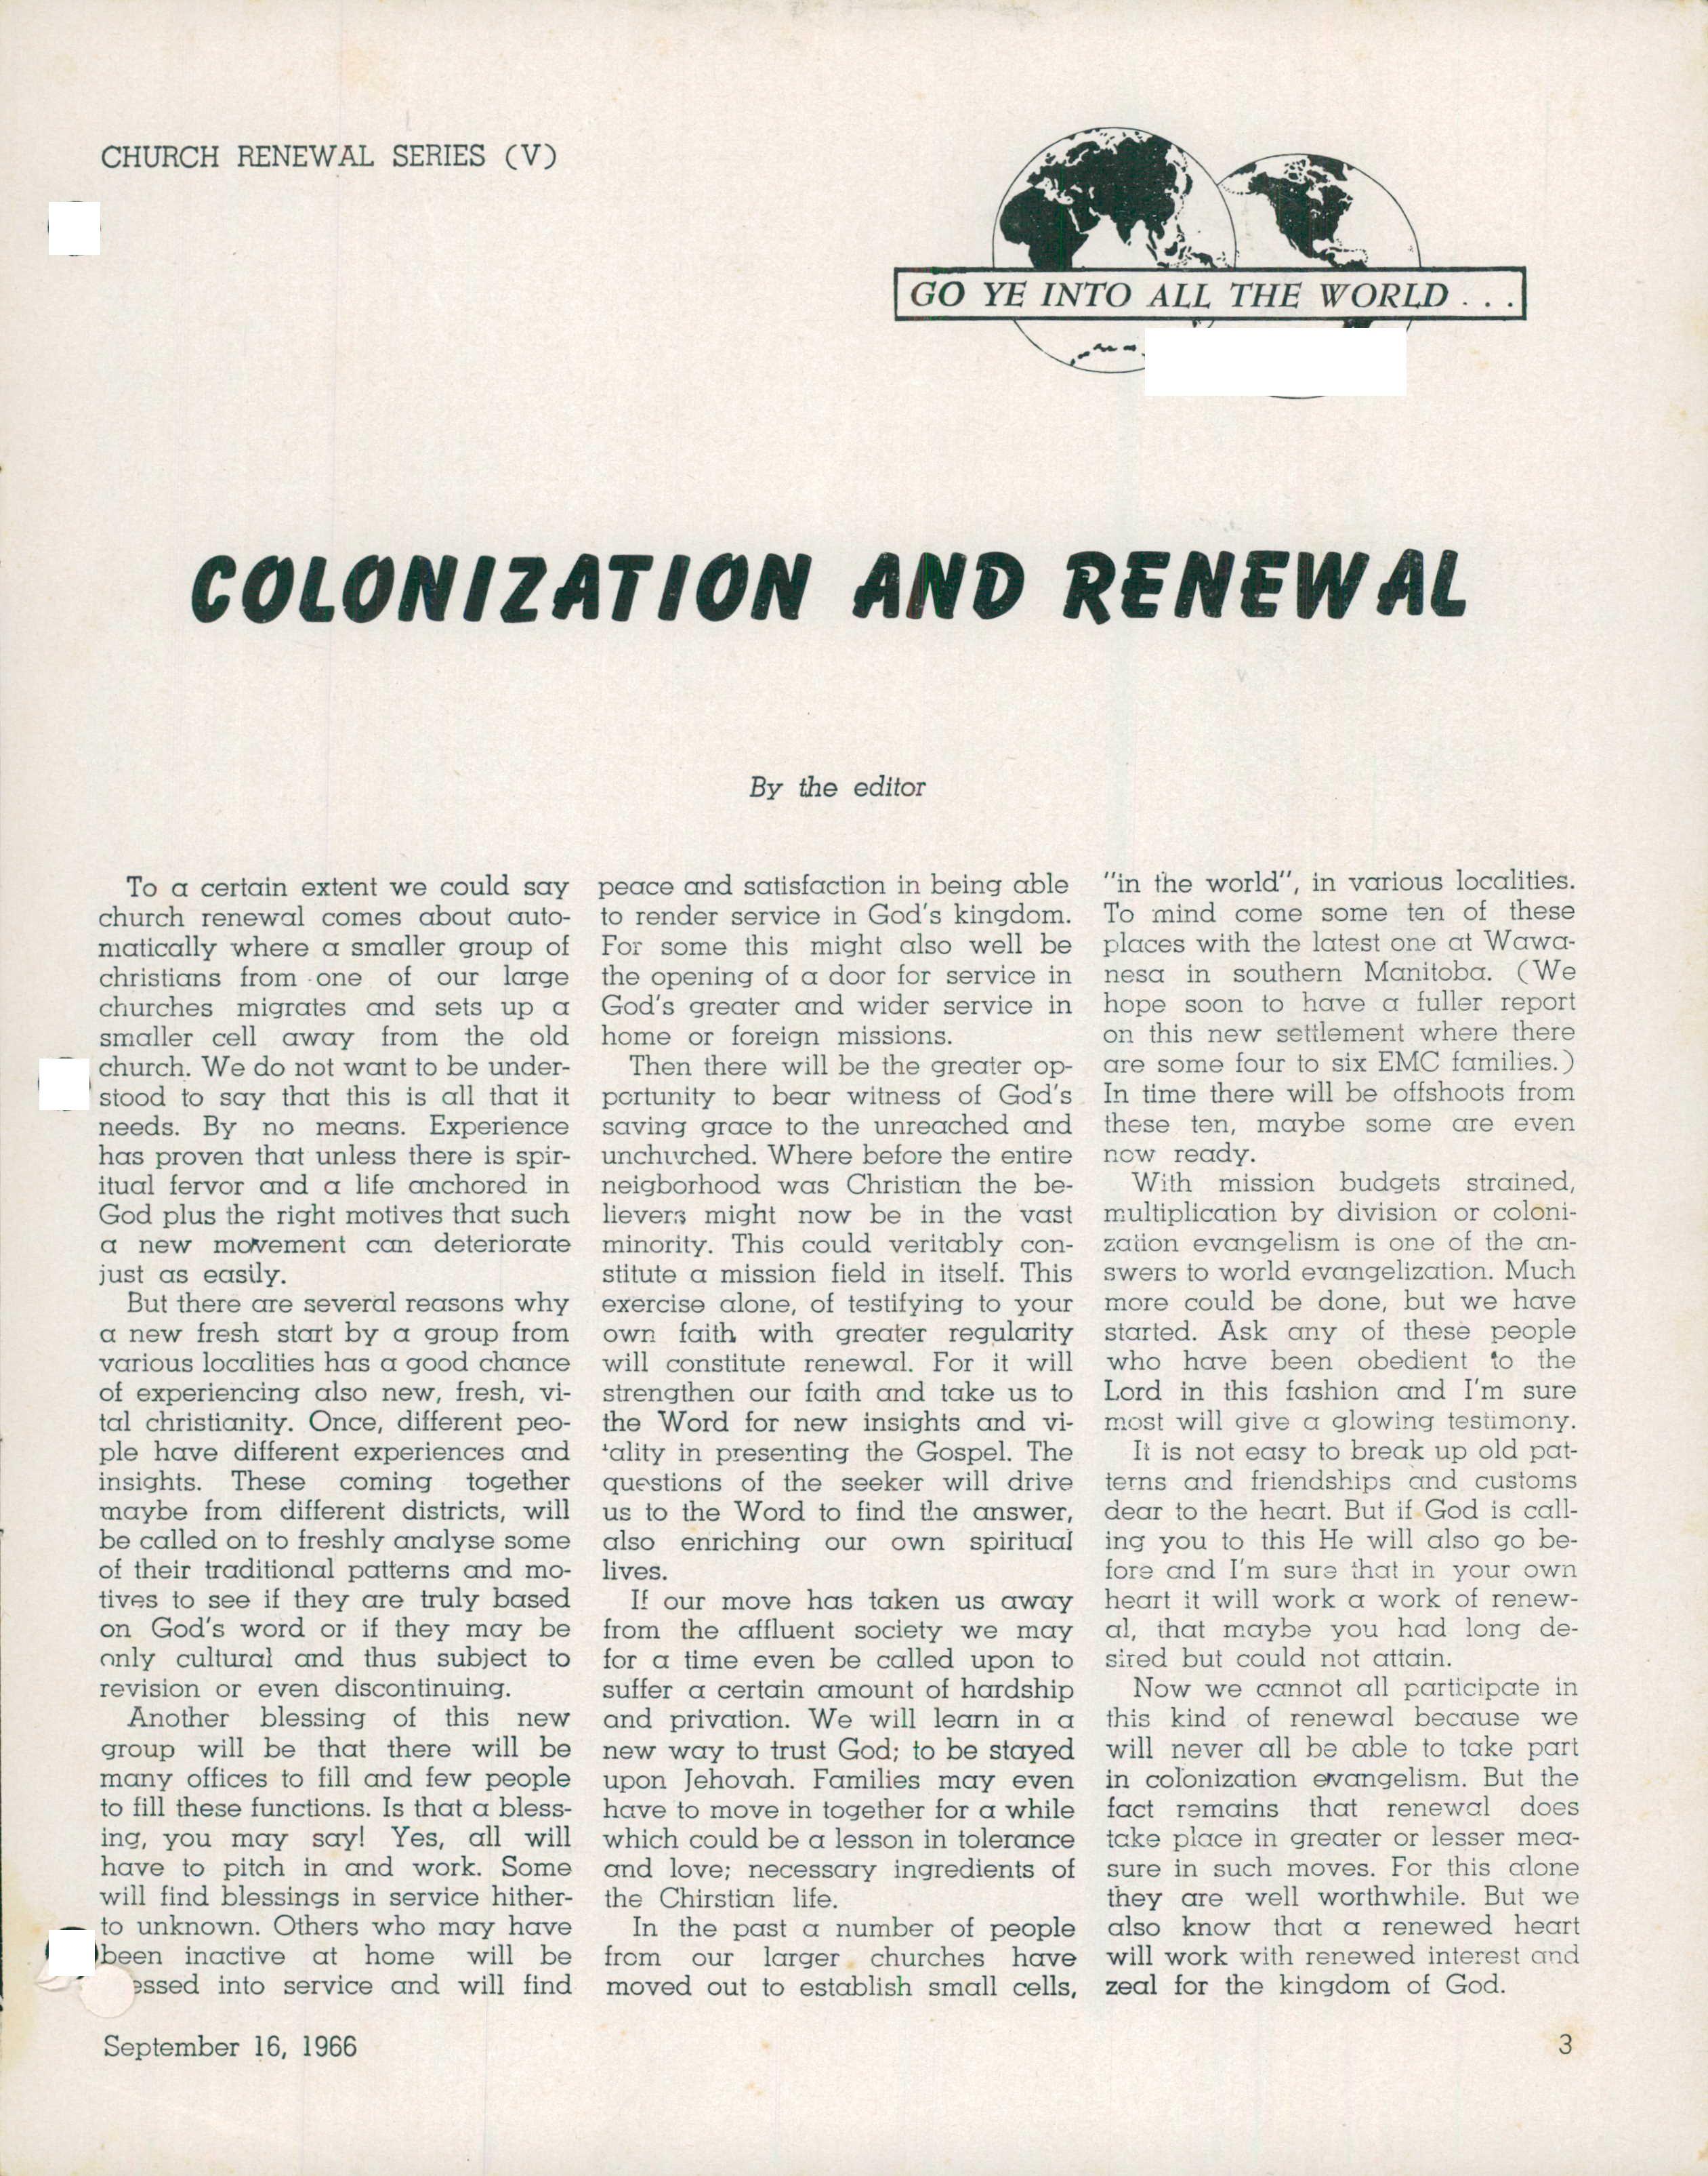 CHURCH RENEWAL SERIES (V)
GO YE INTO ALL THE WORLD . . .
COLONIZATION AND RENEWAL
By the editor
To a certain extent we could say
church renewal comes about auto-
matically where a smaller group of
christians from one of our large
churches migrates and sets up a
smaller cell away from the old
church. We do not want to be under-
stood to say that this is all that it
needs. By no means. Experience
has proven that unless there is spir-
itual fervor and a life anchored in
God plus the right motives that such
a new movement can deteriorate
just as easily.
But there are several reasons why
a new fresh start by a group from
various localities has a good chance
of experiencing also new, fresh, vi-
tal christianity. Once, different peo-
ple have different experiences and
insights. These coming together
maybe from different districts, will
be called on to freshly analyse some
of their traditional patterns and mo-
tives to see if they are truly based
on God's word or if they may be
only cultural and thus subject to
revision or even discontinuing.
Another blessing of this new
group will be that there will be
many offices to fill and few people
to fill these functions. Is that a bless-
ing, you may say! Yes, all will
have to pitch in and work. Some
will find blessings in service hither-
to unknown. Others who may have
been inactive at home will be
essed into service and will find
peace and satisfaction in being able
to render service in God's kingdom.
For some this might also well be
the opening of a door for service in
God's greater and wider service in
home or foreign missions.
Then there will be the greater op-
portunity to bear witness of God's
saving grace to the unreached and
unchurched. Where before the entire
neigborhood was Christian the be-
lievers might now be in the vast
minority. This could veritably con-
stitute a mission field in itself. This
exercise alone, of testifying to your
own faith with greater regularity
will constitute renewal. For it will
strengthen our faith and take us to
the Word for new insights and vi-
tality in presenting the Gospel. The
questions of the seeker will drive
us to the Word to find the answer,
also enriching our own spiritual
lives.
If our move has taken us away
from the affluent society we may
for a time even be called upon to
suffer a certain amount of hardship
and privation. We will learn in a
new way to trust God; to be stayed
upon Jehovah. Families may even
have to move in together for a while
which could be a lesson in tolerance
and love; necessary ingredients of
the Chirstian life.
In the past a number of people
from our larger churches have
moved out to establish small cells,
"in the world", in various localities.
To mind come some ten of these
places with the latest one at Wawa-
nesa in southern Manitoba. (We
hope soon to have a fuller report
on this new settlement where there
are some four to six EMC families.)
In time there will be offshoots from
these ten, maybe some are even
now ready.
With mission budgets strained,
multiplication by division or coloni-
zation evangelism is one of the an-
swers to world evangelization. Much
more could be done, but we have
started. Ask any of these people
who have been obedient to the
Lord in this fashion and I'm sure
most will give a glowing testimony.
It is not easy to break up old pat-
terns and friendships and customs
dear to the heart. But if God is call-
ing you to this He will also go be-
fore and I'm sure that in your own
heart it will work a work of renew-
al, that maybe you had long de-
sired but could not attain.
Now we cannot all participate in
this kind of renewal because we
will never all be able to take part
in colonization evangelism. But the
fact remains that renewal does
take place in greater or lesser mea-
sure in such moves. For this alone
they are well worthwhile. But we
also know that a renewed heart
will work with renewed interest and
zeal for the kingdom of God.
September 16, 1966
3